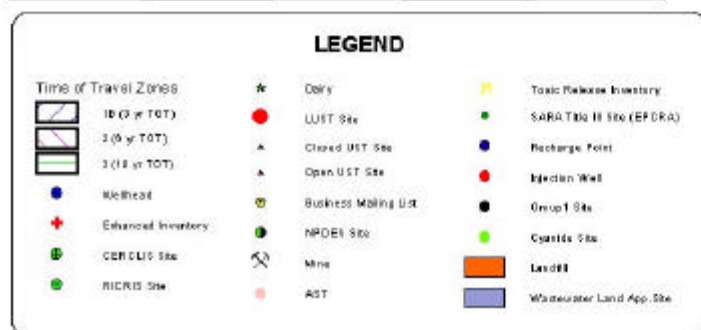 LEGEND
Time of Travel Zones
1B (3 yr TOT)
2 (6 yr TOT)
3 (10 yr TOT)
Wellhead
Enhanced Inventory
CERCLIS Site
RICRIS Site
Dairy
LUST Site
Closed UST Site
Open UST Site
Business Mailing List
NPDES Site
Mine
AST
Toxic Release Inventory
SARA Title III Site (EPCRA)
Recharge Point
Injection Well
Group1 Site
Cyanide Site
Landfill
Wastewater Land App. Site